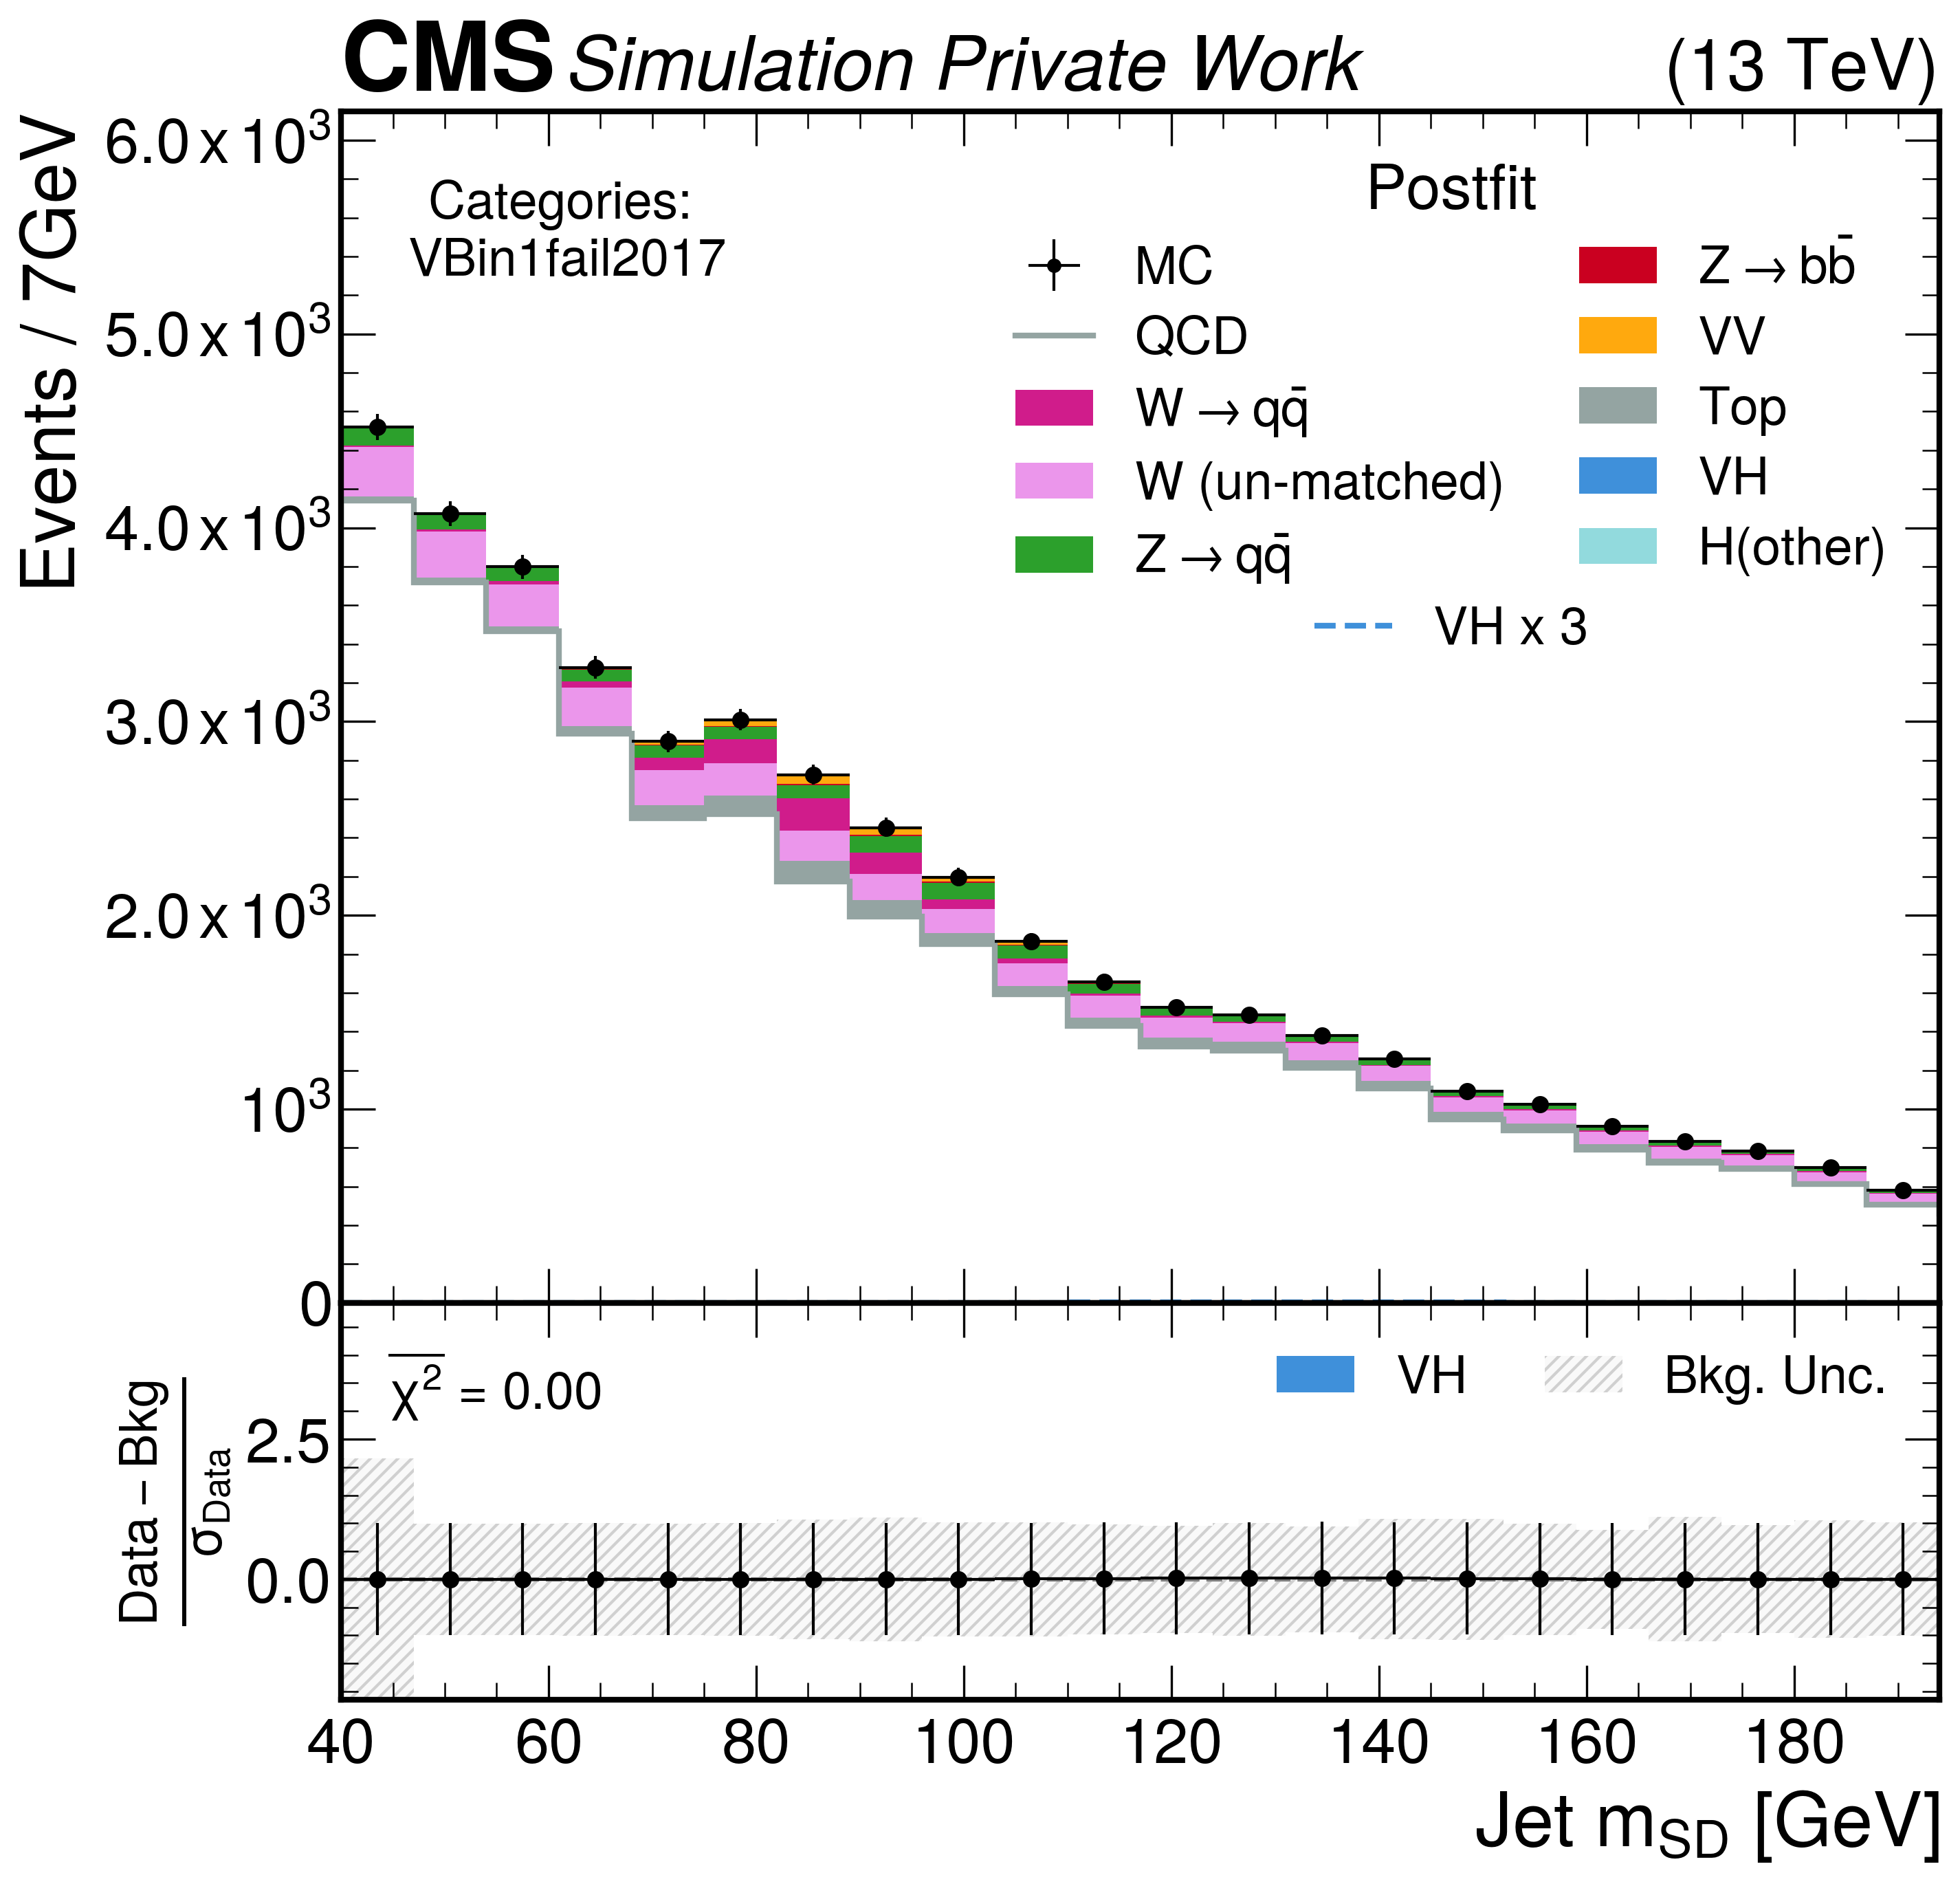 CMS Simulation Private Work (13 TeV)
Events / 7GeV
6.0 x 10³
5.0 x 10³
4.0 x 10³
3.0 x 10³
2.0 x 10³
10³
0
Categories:
VBin1fail2017
Postfit
MC
QCD
W → qq̄
W (un-matched)
Z → qq̄
Z → bb̄
VV
Top
VH
H(other)
VH x 3
Data − Bkg
σData
2.5
0.0
χ² = 0.00
VH
Bkg. Unc.
40 60 80 100 120 140 160 180
Jet mSD [GeV]